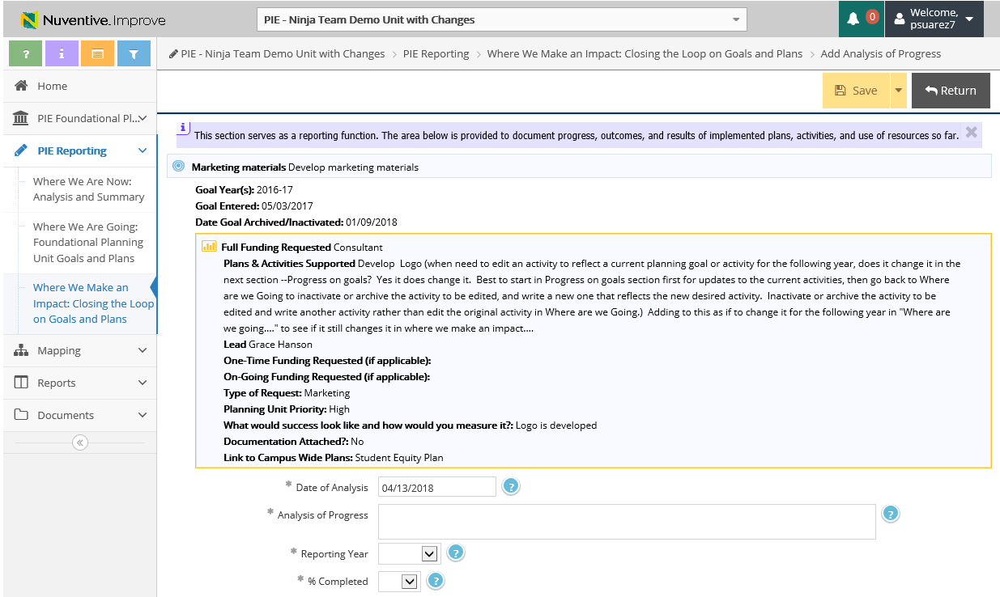 Nuventive.Improve
PIE - Ninja Team Demo Unit with Changes
0
Welcome,
psuarez7
? i
PIE - Ninja Team Demo Unit with Changes > PIE Reporting > Where We Make an Impact: Closing the Loop on Goals and Plans > Add Analysis of Progress
Home
PIE Foundational Pl...
PIE Reporting
Where We Are Now:
Analysis and Summary
Where We Are Going:
Foundational Planning
Unit Goals and Plans
Where We Make an
Impact: Closing the Loop
on Goals and Plans
Mapping
Reports
Documents
Save
Return
i
This section serves as a reporting function. The area below is provided to document progress, outcomes, and results of implemented plans, activities, and use of resources so far.
Marketing materials Develop marketing materials
Goal Year(s): 2016-17
Goal Entered: 05/03/2017
Date Goal Archived/Inactivated: 01/09/2018
Full Funding Requested Consultant
Plans & Activities Supported Develop Logo (when need to edit an activity to reflect a current planning goal or activity for the following year, does it change it in the
next section --Progress on goals? Yes it does change it. Best to start in Progress on goals section first for updates to the current activities, then go back to Where
are we Going to inactivate or archive the activity to be edited, and write a new one that reflects the new desired activity. Inactivate or archive the activity to be
edited and write another activity rather than edit the original activity in Where are we Going.) Adding to this as if to change it for the following year in "Where are
we going...." to see if it still changes it in where we make an impact....
Lead Grace Hanson
One-Time Funding Requested (if applicable):
On-Going Funding Requested (if applicable):
Type of Request: Marketing
Planning Unit Priority: High
What would success look like and how would you measure it?: Logo is developed
Documentation Attached?: No
Link to Campus Wide Plans: Student Equity Plan
* Date of Analysis 04/13/2018 ?
* Analysis of Progress ?
* Reporting Year ?
* % Completed ?